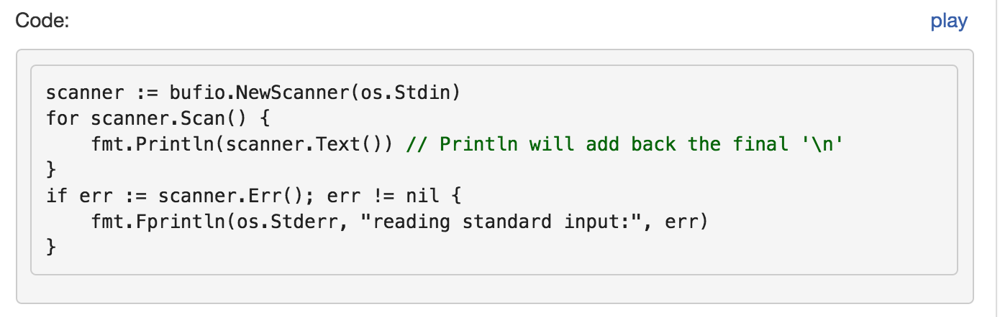 Code:
play
scanner := bufio.NewScanner(os.Stdin)
for scanner.Scan() {
    fmt.Println(scanner.Text()) // Println will add back the final '\n'
}
if err := scanner.Err(); err != nil {
    fmt.Fprintln(os.Stderr, "reading standard input:", err)
}